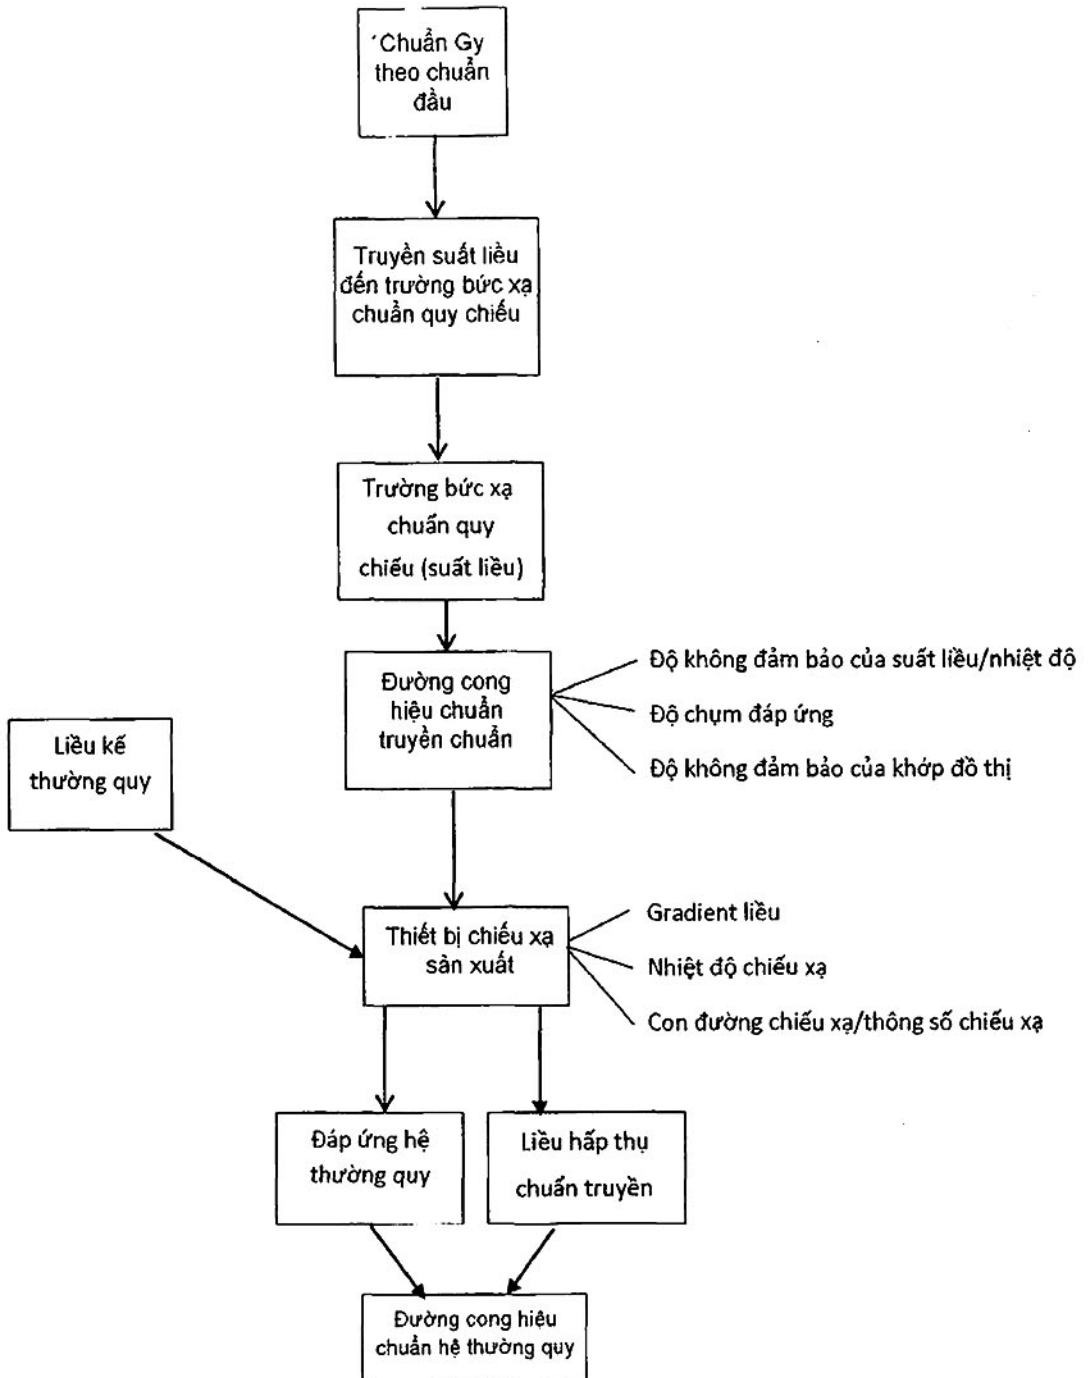 Chuẩn Gy
theo chuẩn
đầu
Truyền suất liều
đến trường bức xạ
chuẩn quy chiếu
Trường bức xạ
chuẩn quy
chiếu (suất liều)
Đường cong
hiệu chuẩn
truyền chuẩn
Độ không đảm bảo của suất liều/nhiệt độ
Độ chụm đáp ứng
Độ không đảm bảo của khớp đồ thị
Liều kế
thường quy
Thiết bị chiếu xạ
sản xuất
Gradient liều
Nhiệt độ chiếu xạ
Con đường chiếu xạ/thông số chiếu xạ
Đáp ứng hệ
thường quy
Liều hấp thụ
chuẩn truyền
Đường cong hiệu
chuẩn hệ thường quy